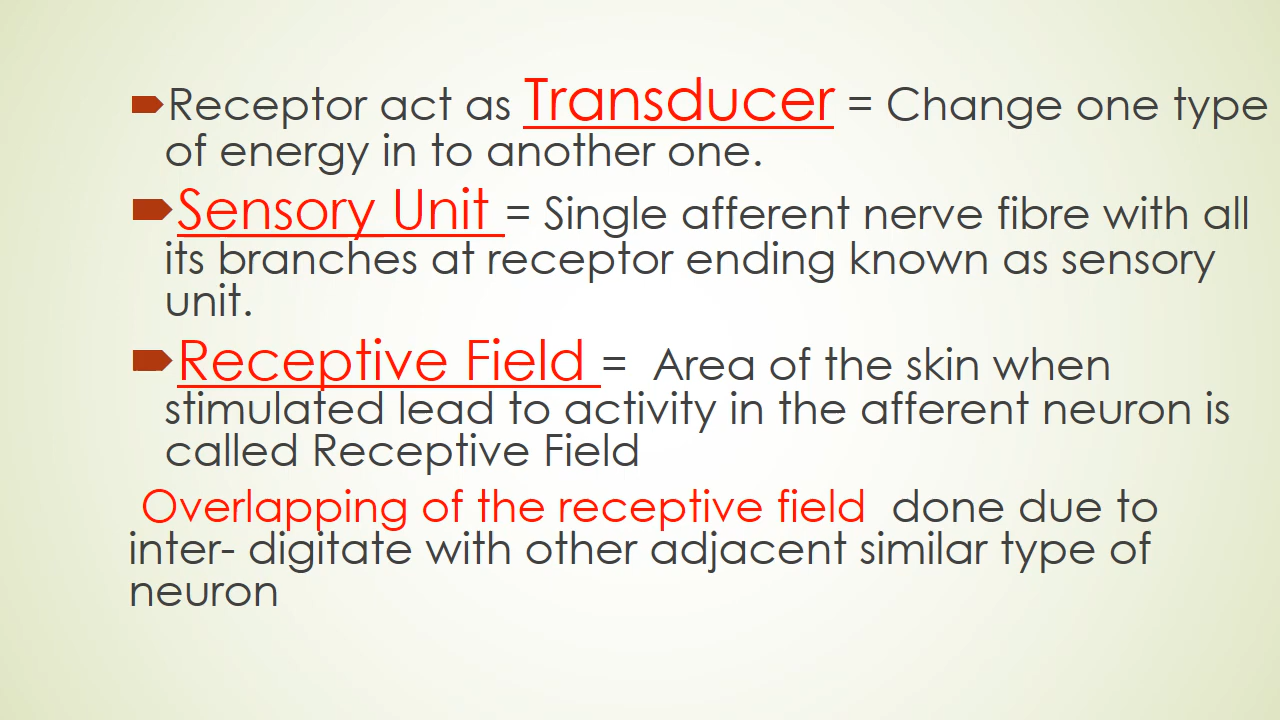 Receptor act as Transducer = Change one type
of energy in to another one.
Sensory Unit = Single afferent nerve fibre with all
its branches at receptor ending known as sensory
unit.
Receptive Field = Area of the skin when
stimulated lead to activity in the afferent neuron is
called Receptive Field
Overlapping of the receptive field done due to
inter- digitate with other adjacent similar type of
neuron